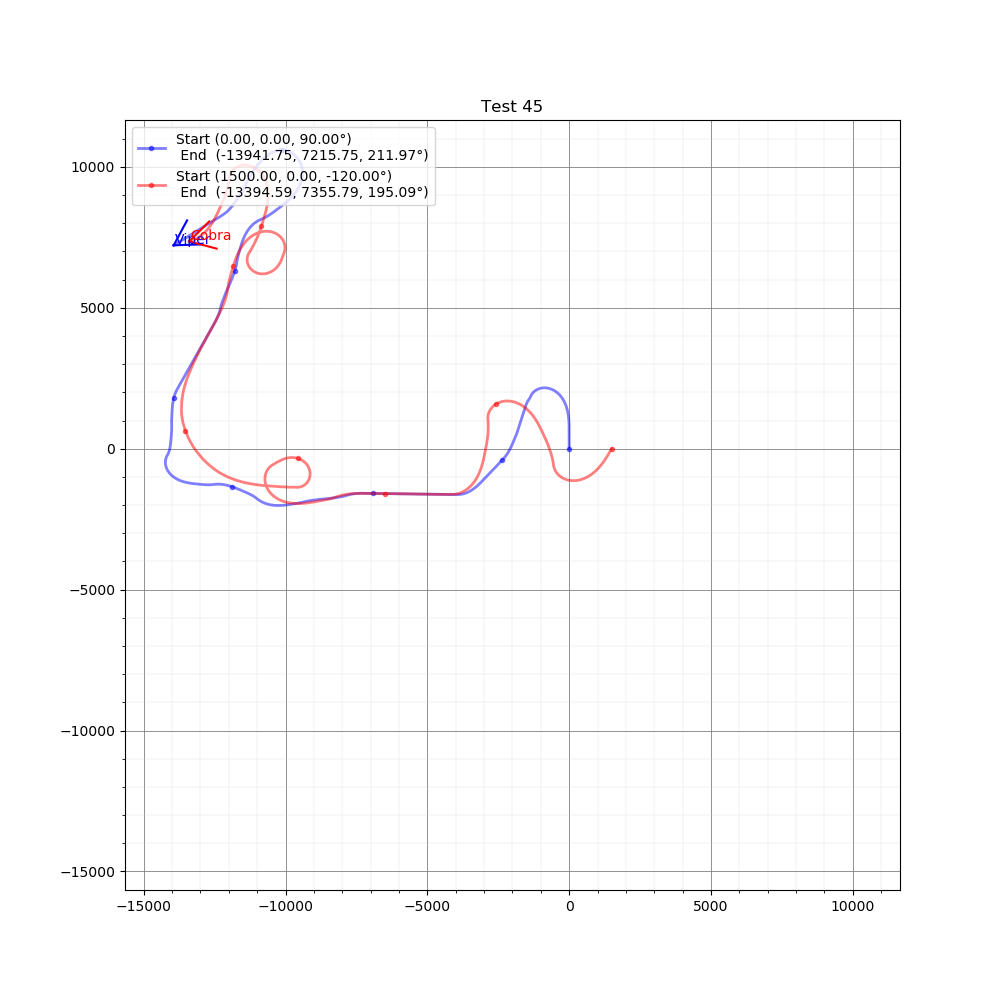 Test 45
Start (0.00, 0.00, 90.00°)
End (-13941.75, 7215.75, 211.97°)
Start (1500.00, 0.00, -120.00°)
End (-13394.59, 7355.79, 195.09°)
10000
5000
0
−5000
−10000
−15000
−15000
−10000
−5000
0
5000
10000